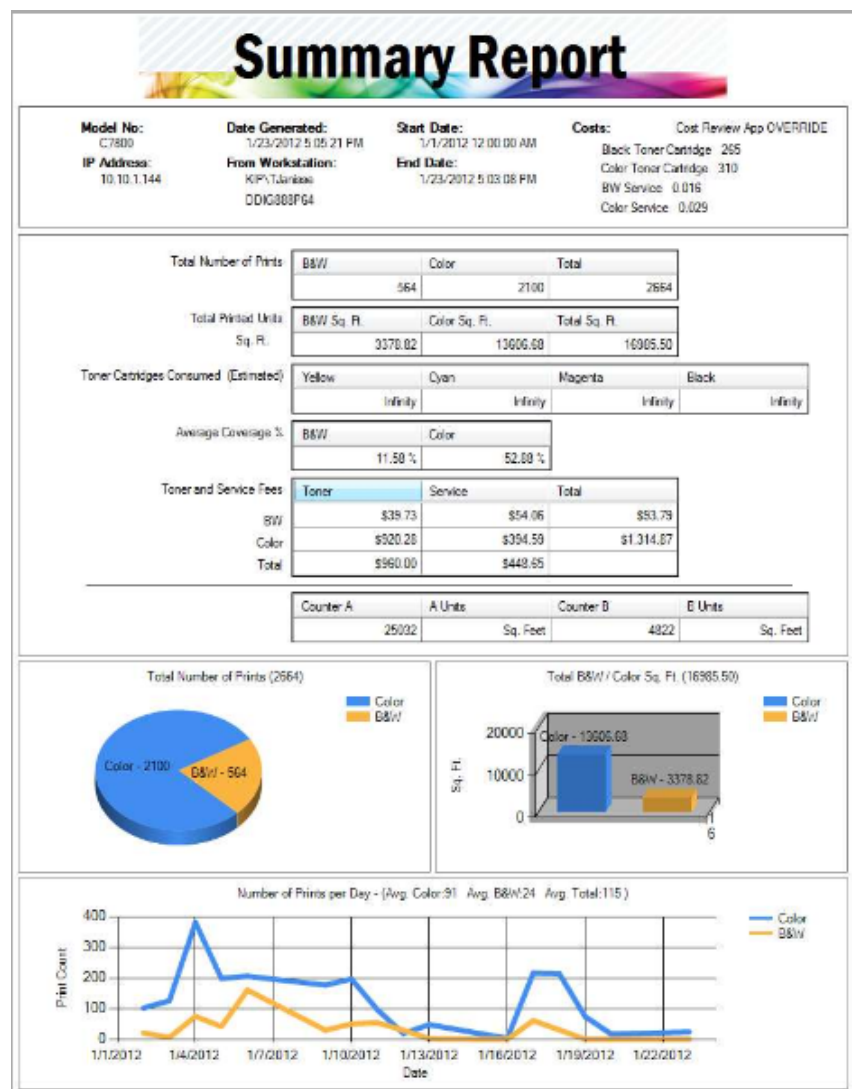 Summary Report
Model No: Date Generated: Start Date: Costs: Cost Review App OVERRIDE
C7800 1/23/2012 5:05:21 PM 1/1/2012 12:00:00 AM Black Toner Cartridge 265
IP Address: From Workstation: End Date: Color Toner Cartridge 310
10.10.1.144 KIP\TJanisse 1/23/2012 5:03:08 PM BW Service 0.016
Color Service 0.029
Total Number of Prints B&W Color Total
564 2100 2664
Total Printed Units B&W Sq. Ft. Color Sq. Ft. Total Sq. Ft.
Sq. Ft. 3378.82 13606.68 16985.50
Toner Cartridges Consumed (Estimated) Yellow Cyan Magenta Black
Infinity Infinity Infinity Infinity
Average Coverage % B&W Color
11.58 % 52.88 %
Toner and Service Fees Toner Service Total
BW $39.73 $54.06 $93.79
Color $920.28 $394.59 $1,314.87
Total $960.00 $448.65
Counter A A Units Counter B B Units
25032 Sq. Feet 4822 Sq. Feet
Total Number of Prints (2664)
Color
B&W
Color - 2100
B&W - 564
Total B&W / Color Sq. Ft. (16985.50)
Color
B&W
Sq. Ft.
20000
10000
0
Color - 13606.68
B&W - 3378.82
1
6
Number of Prints per Day - (Avg. Color:91 Avg. B&W:24 Avg. Total:115 )
Color
B&W
Print Count
400
300
200
100
0
1/1/2012 1/4/2012 1/7/2012 1/10/2012 1/13/2012 1/16/2012 1/19/2012 1/22/2012
Date